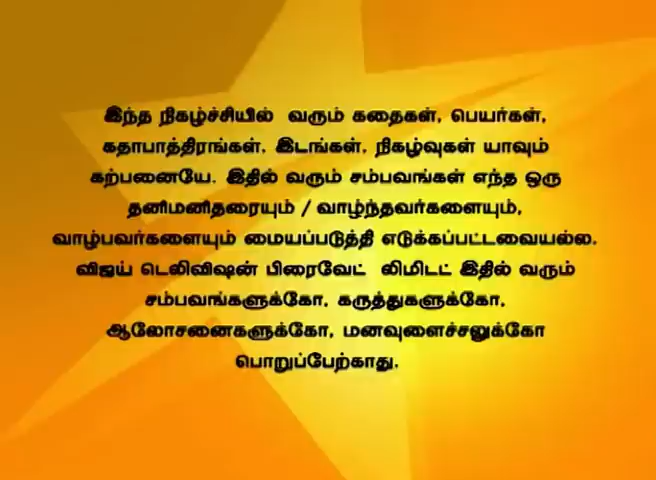 இந்த நிகழ்ச்சியில் வரும் கதைகள், பெயர்கள்,
கதாபாத்திரங்கள், இடங்கள், நிகழ்வுகள் யாவும்
கற்பனையே. இதில் வரும் சம்பவங்கள் எந்த ஒரு
தனிமனிதரையும் / வாழ்ந்தவர்களையும்,
வாழ்பவர்களையும் மையப்படுத்தி எடுக்கப்பட்டவையல்ல.
விஜய் டெலிவிஷன் பிரைவேட் லிமிடட் இதில் வரும்
சம்பவங்களுக்கோ, கருத்துகளுக்கோ,
ஆலோசனைகளுக்கோ, மனவுளைச்சலுக்கோ
பொறுப்பேற்காது.